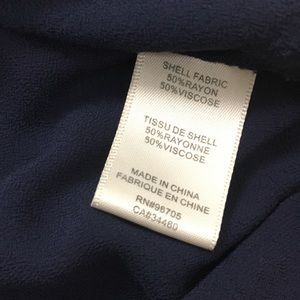 SHELL FABRIC
50%RAYON
50%VISCOSE
TISSU DE SHELL
50%RAYONNE
50%VISCOSE
MADE IN CHINA
FABRIQUE EN CHINE
RN#98705
CA#34480